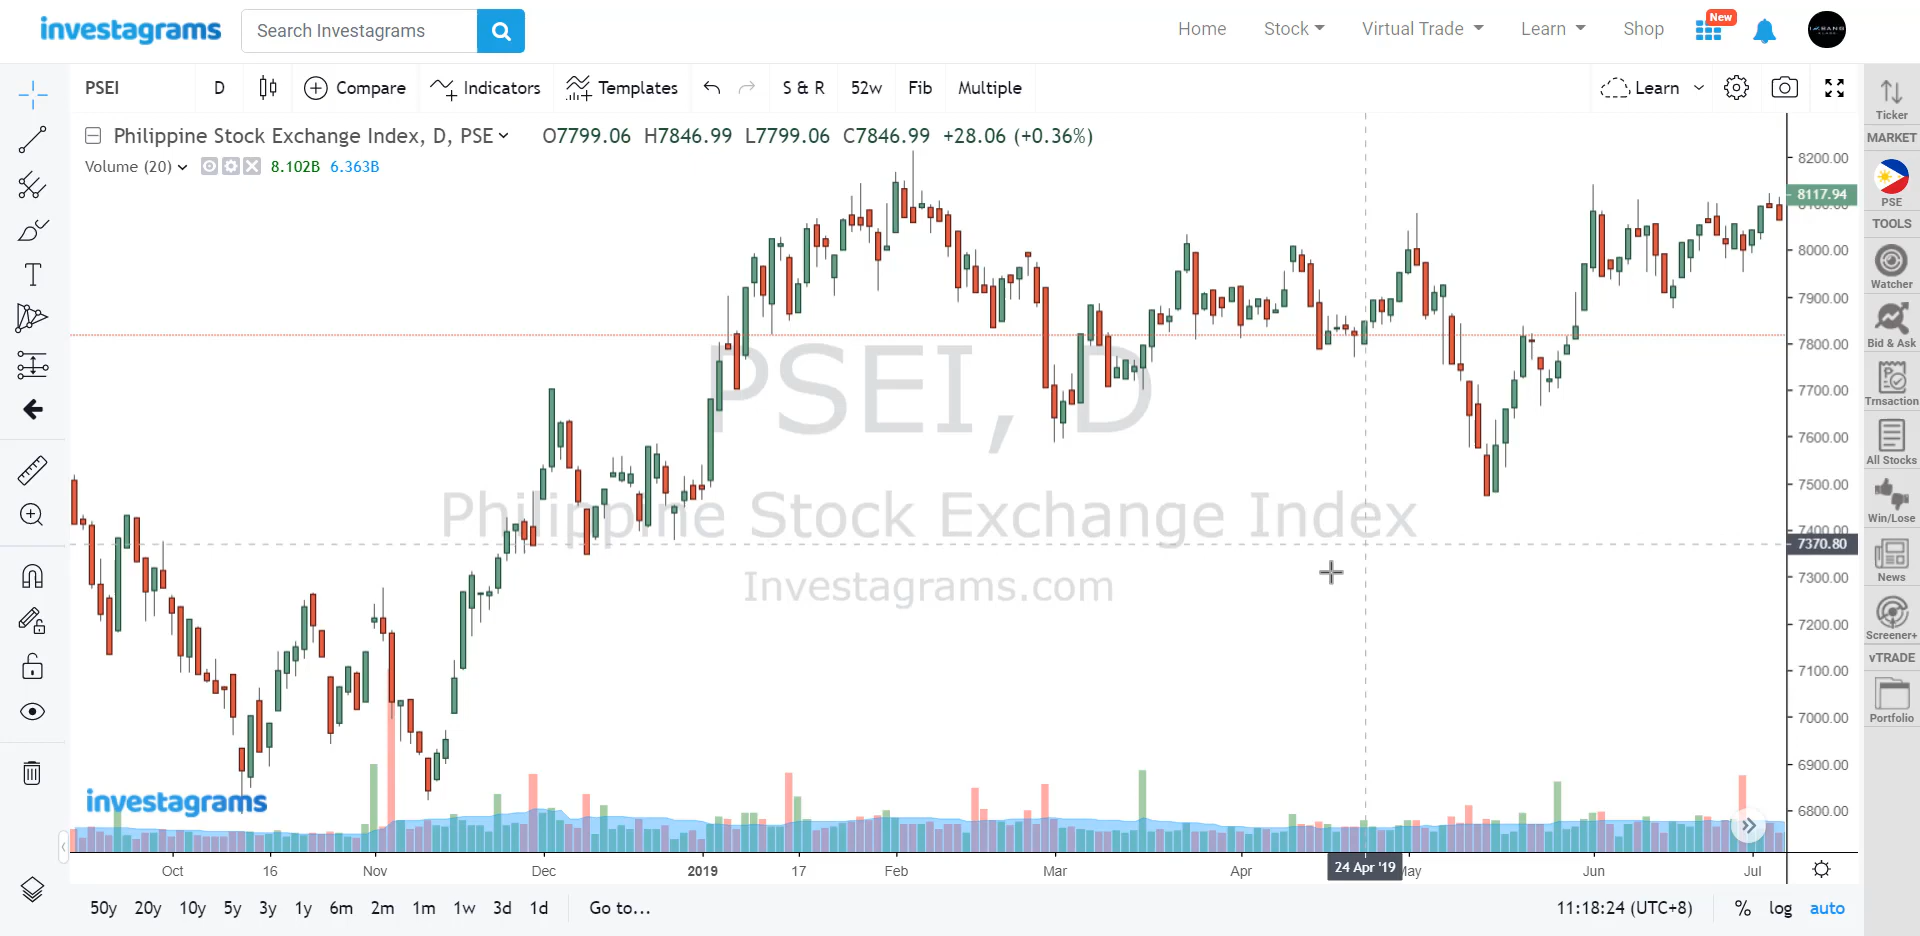 investagrams
Search Investagrams
Home
Stock
Virtual Trade
Learn
Shop
New
PSEI
D
Compare
Indicators
Templates
S & R
52w
Fib
Multiple
Learn
Philippine Stock Exchange Index, D, PSE
O7799.06 H7846.99 L7799.06 C7846.99 +28.06 (+0.36%)
Volume (20)
8.102B 6.363B
PSEI, D
Philippine Stock Exchange Index
Investagrams.com
investagrams
8200.00
8117.94
8100.00
8000.00
7900.00
7800.00
7700.00
7600.00
7500.00
7400.00
7370.80
7300.00
7200.00
7100.00
7000.00
6900.00
6800.00
Oct
16
Nov
Dec
2019
17
Feb
Mar
Apr
24 Apr '19
May
Jun
Jul
50y 20y 10y 5y 3y 1y 6m 2m 1m 1w 3d 1d
Go to...
11:18:24 (UTC+8)
%
log
auto
Ticker
MARKET
PSE
TOOLS
Watcher
Bid & Ask
Trnsaction
All Stocks
Win/Lose
News
Screener+
vTRADE
Portfolio